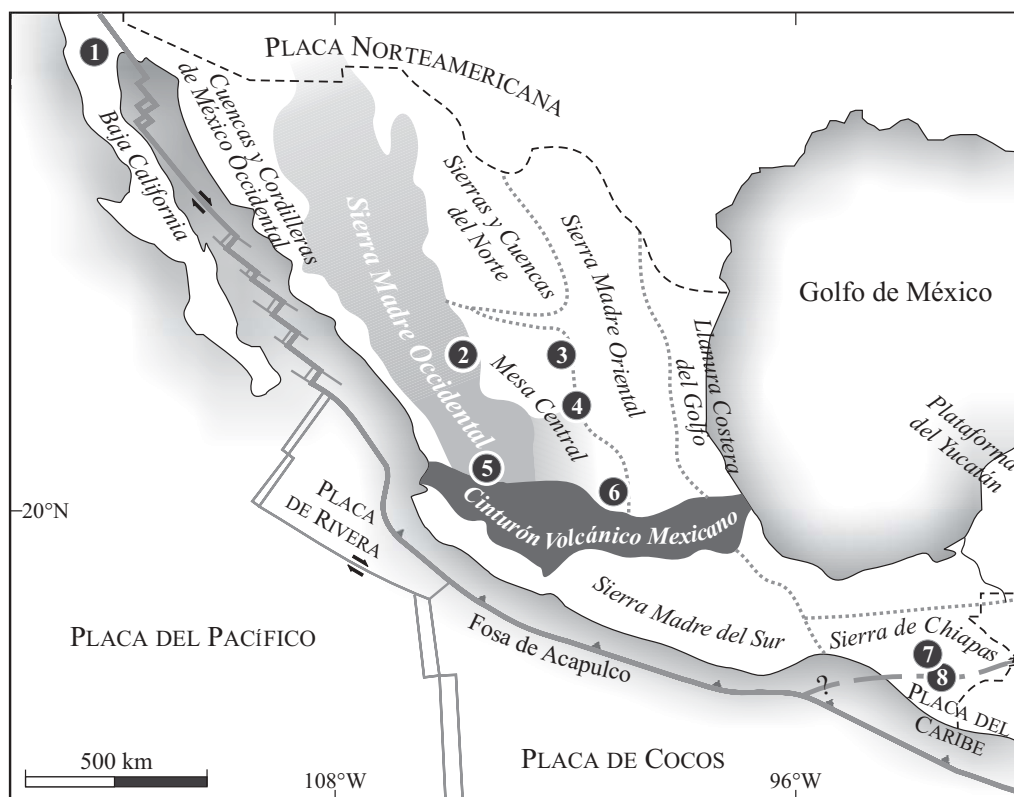 PLACA NORTEAMERICANA
1
Cuencas y Cordilleras
de México Occidental
Baja California
Sierras y Cuencas
del Norte
Sierra Madre Occidental
Sierra Madre Oriental
Golfo de México
Llanura Costera
del Golfo
2
3
Mesa Central
4
Plataforma
del Yucatán
5
6
20°N
PLACA
DE RIVERA
Cinturón Volcánico Mexicano
Sierra Madre del Sur
Sierra de Chiapas
PLACA DEL PACíFICO
Fosa de Acapulco
7
8
?
PLACA DEL
CARIBE
500 km
PLACA DE COCOS
108°W
96°W